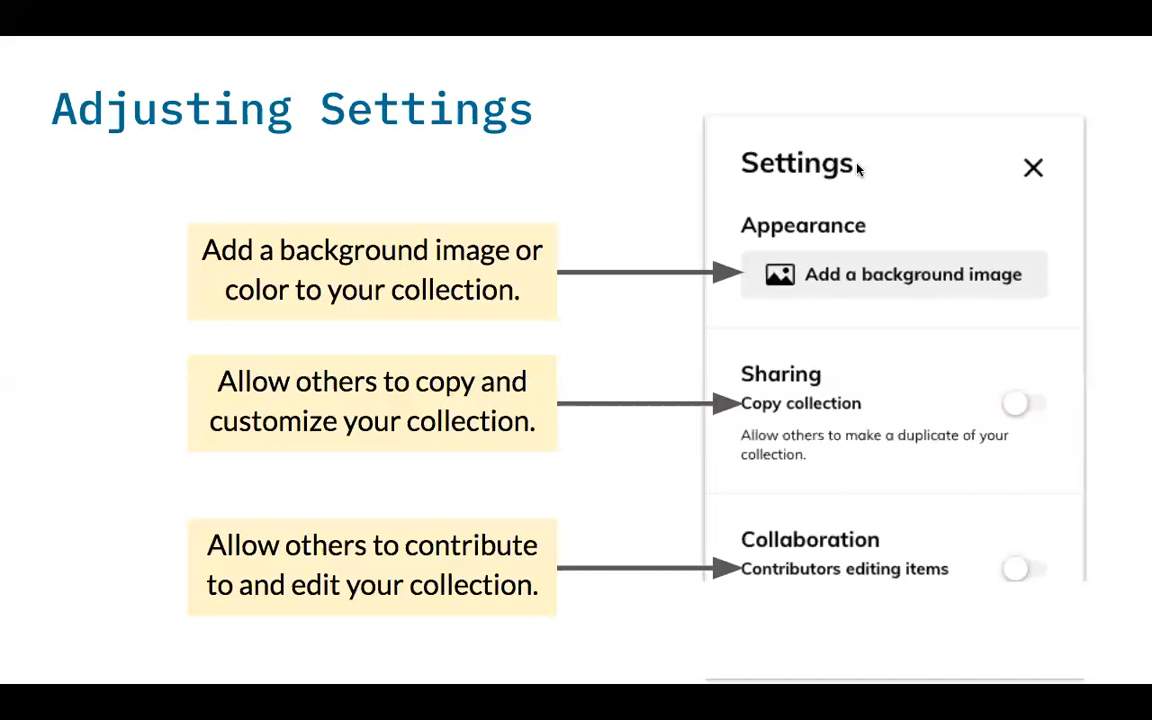 Adjusting Settings
Add a background image or
color to your collection.
Allow others to copy and
customize your collection.
Allow others to contribute
to and edit your collection.
Settings
Appearance
Add a background image
Sharing
Copy collection
Allow others to make a duplicate of your
collection.
Collaboration
Contributors editing items